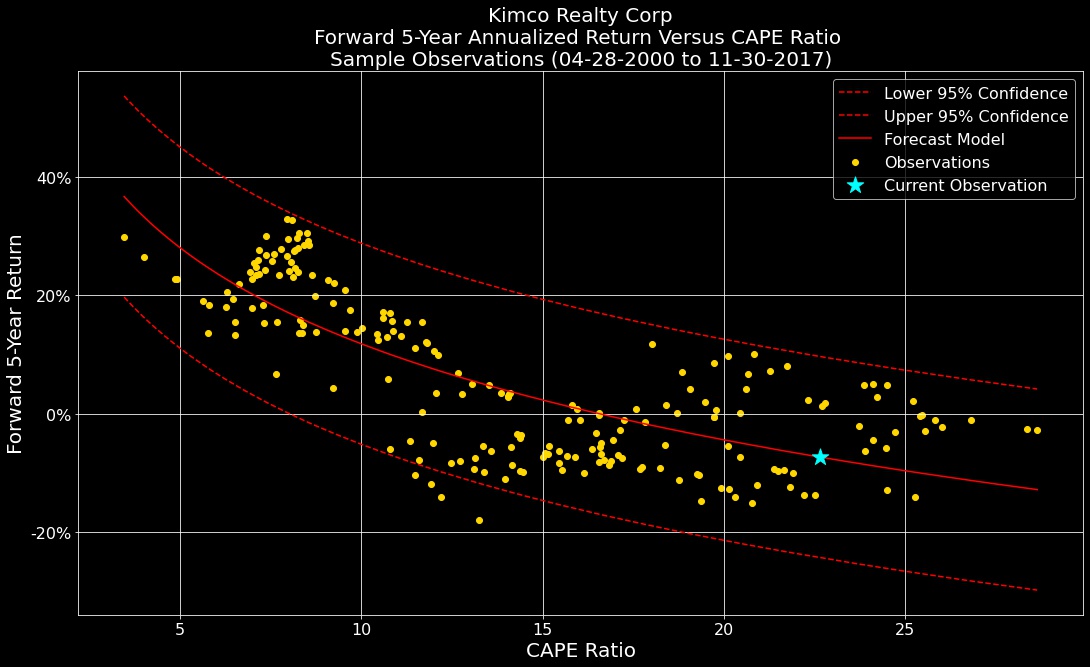 Kimco Realty Corp
Forward 5-Year Annualized Return Versus CAPE Ratio
Sample Observations (04-28-2000 to 11-30-2017)
Lower 95% Confidence
Upper 95% Confidence
Forecast Model
Observations
Current Observation
Forward 5-Year Return
40%
20%
0%
-20%
5 10 15 20 25
CAPE Ratio